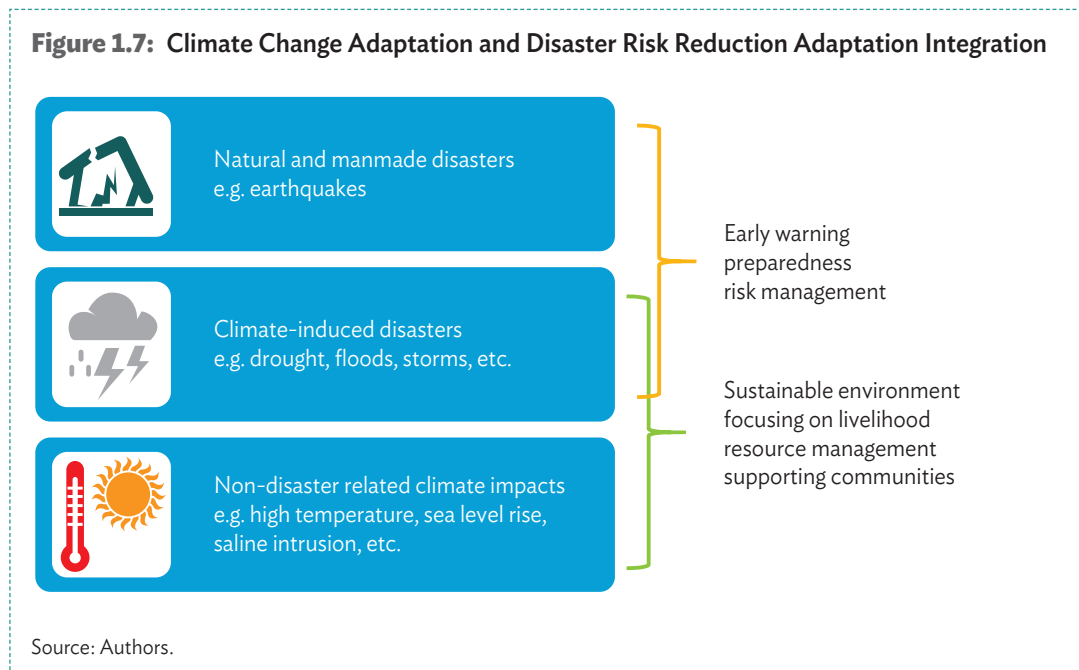 Figure 1.7: Climate Change Adaptation and Disaster Risk Reduction Adaptation Integration
Natural and manmade disasters
e.g. earthquakes
Climate-induced disasters
e.g. drought, floods, storms, etc.
Non-disaster related climate impacts
e.g. high temperature, sea level rise,
saline intrusion, etc.
Early warning
preparedness
risk management
Sustainable environment
focusing on livelihood
resource management
supporting communities
Source: Authors.